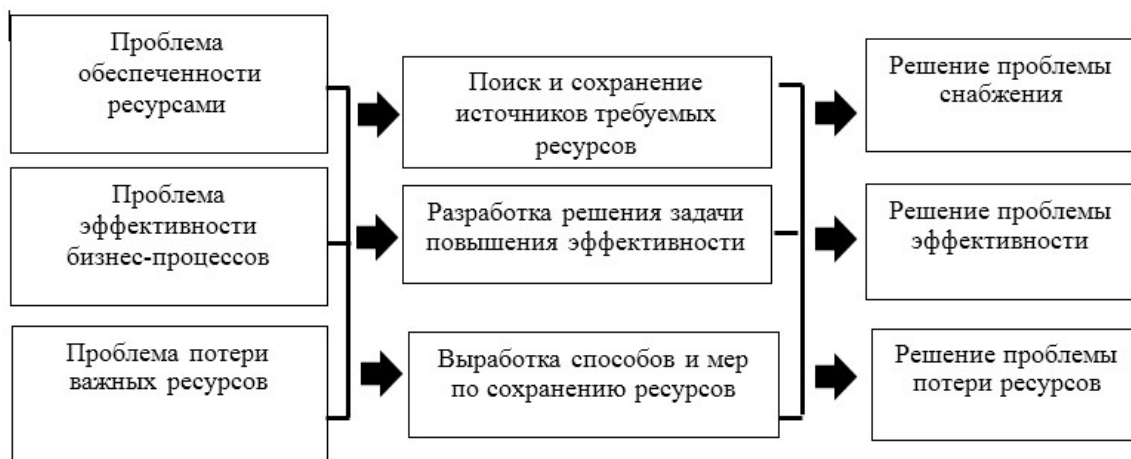 Проблема
обеспеченности
ресурсами
Поиск и сохранение
источников требуемых
ресурсов
Решение проблемы
снабжения
Проблема
эффективности
бизнес-процессов
Разработка решения задачи
повышения эффективности
Решение проблемы
эффективности
Проблема потери
важных ресурсов
Выработка способов и мер
по сохранению ресурсов
Решение проблемы
потери ресурсов